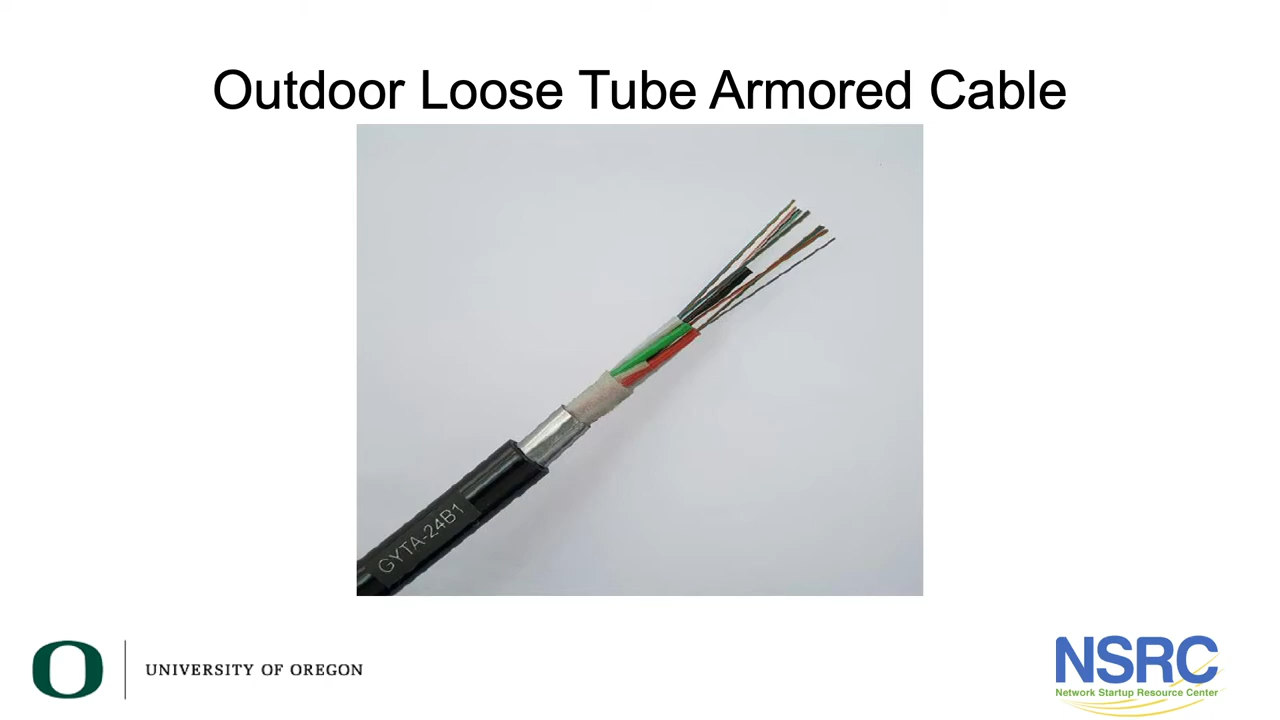 Outdoor Loose Tube Armored Cable
GYTA-24B1
O
UNIVERSITY OF OREGON
NSRC
Network Startup Resource Center